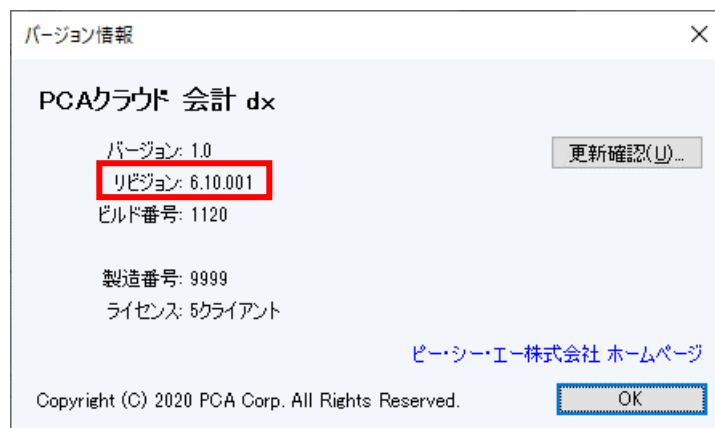 バージョン情報
PCAクラウド 会計 dx
バージョン: 1.0
更新確認(U)...
リビジョン: 6.10.001
ビルド番号: 1120
製造番号: 9999
ライセンス: 5クライアント
ピー・シー・エー株式会社 ホームページ
Copyright (C) 2020 PCA Corp. All Rights Reserved.
OK